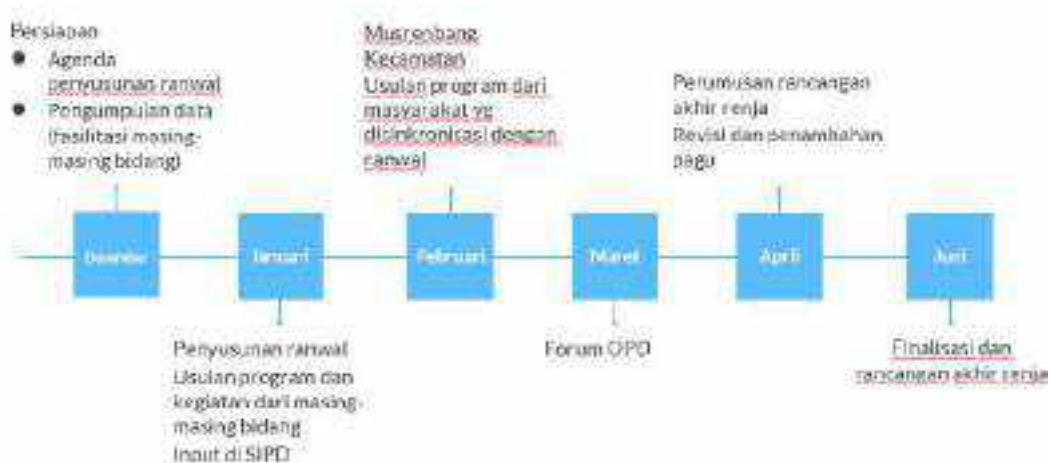 Persiapan
● Agenda
penyusunan ranwal
● Pengumpulan data
(fasilitasi masing-
masing bidang)
Musrenbang
Kecamatan
Usulan program dari
masyarakat yg
disinkronisasi dengan
ranwal
Perumusan rancangan
akhir renja
Revisi dan penambahan
pagu
Desember
Januari
Februari
Maret
April
Juni
Penyusunan ranwal
Usulan program dan
kegiatan dari masing-
masing bidang
Input di SIPD
Forum OPD
Finalisasi dan
rancangan akhir renja